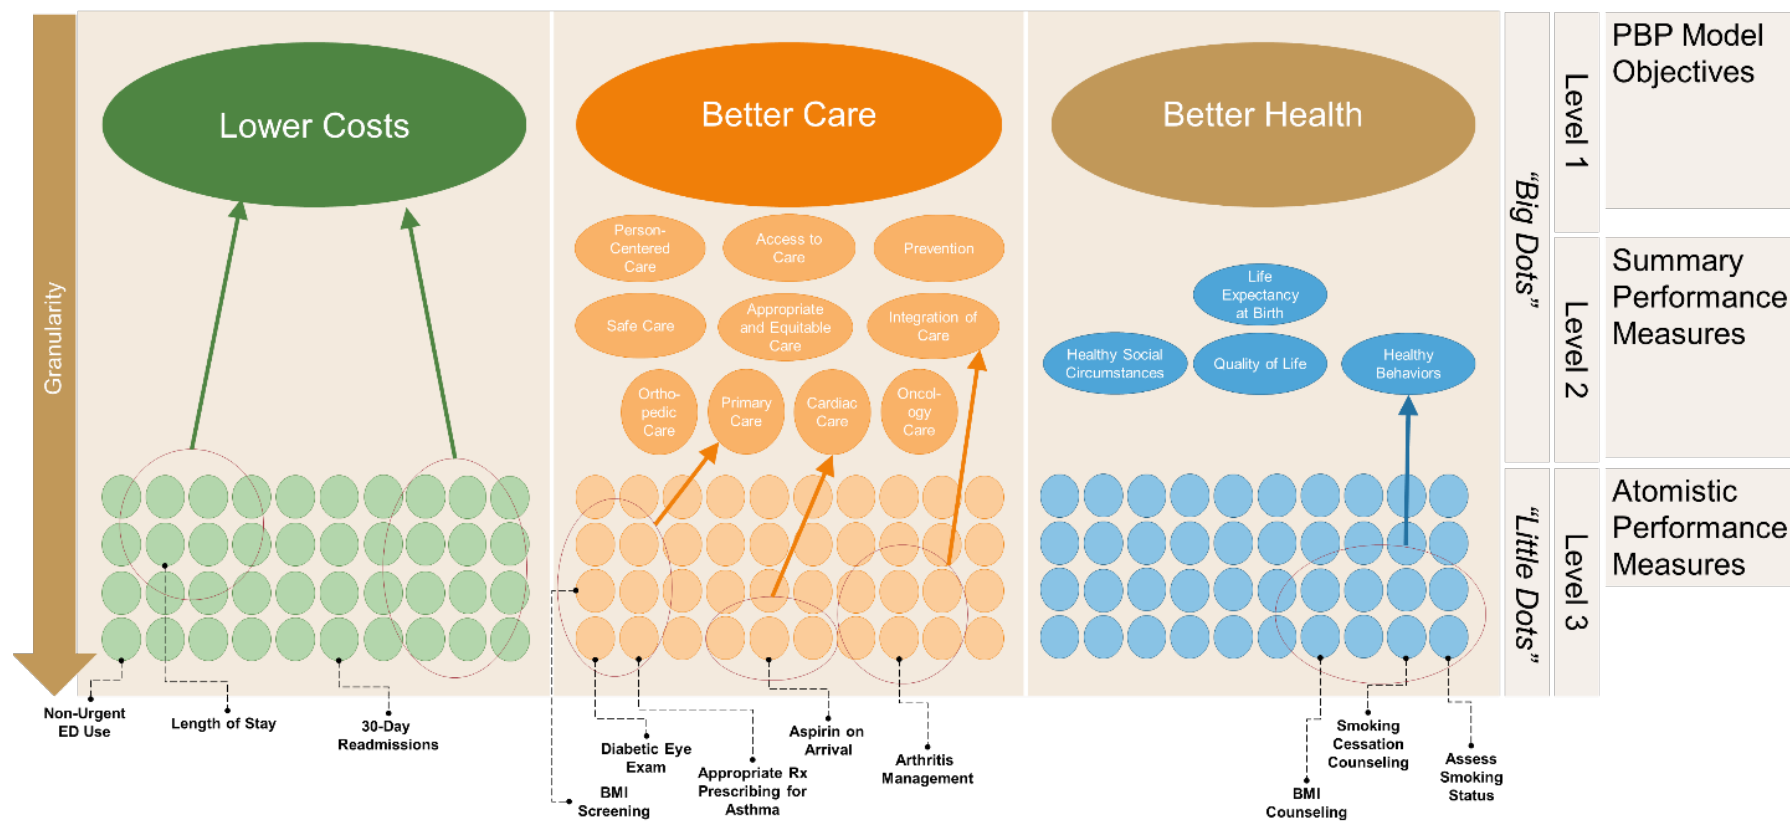 Granularity
Lower Costs
Better Care
Better Health
Person-
Centered
Care
Access to
Care
Prevention
Safe Care
Appropriate
and Equitable
Care
Integration of
Care
Ortho-
pedic
Care
Primary
Care
Cardiac
Care
Oncol-
ogy
Care
Life
Expectancy
at Birth
Healthy Social
Circumstances
Quality of Life
Healthy
Behaviors
"Big Dots"
"Little Dots"
Level 1
Level 2
Level 3
PBP Model
Objectives
Summary
Performance
Measures
Atomistic
Performance
Measures
Non-Urgent
ED Use
Length of Stay
30-Day
Readmissions
BMI
Screening
Diabetic Eye
Exam
Appropriate Rx
Prescribing for
Asthma
Aspirin on
Arrival
Arthritis
Management
BMI
Counseling
Smoking
Cessation
Counseling
Assess
Smoking
Status